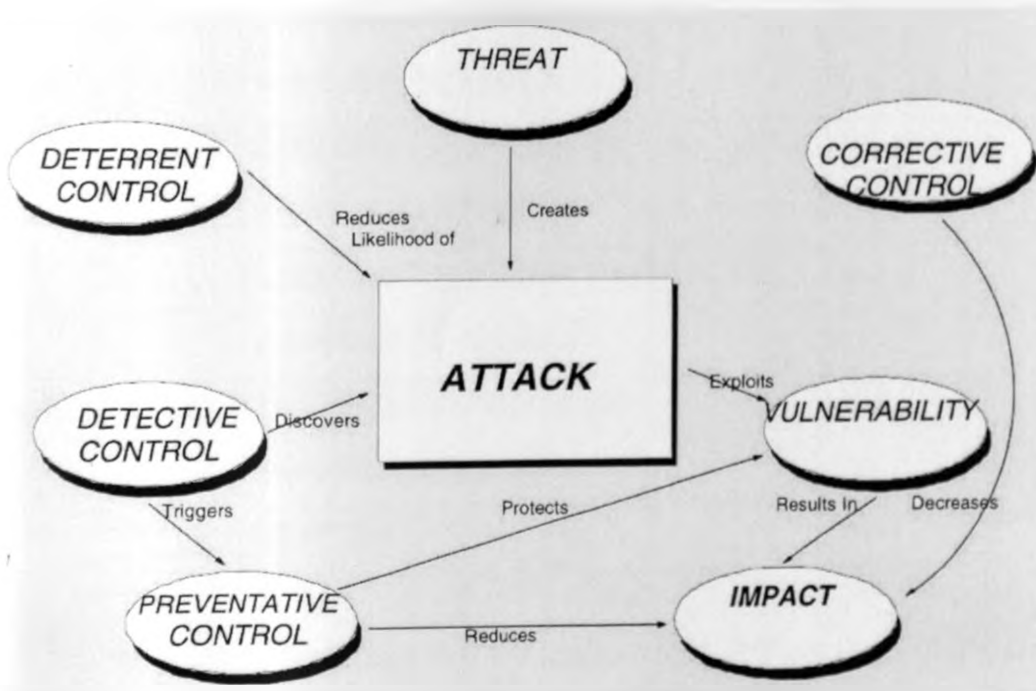 THREAT
DETERRENT
CONTROL
CORRECTIVE
CONTROL
Reduces
Likelihood of
Creates
ATTACK
Exploits
DETECTIVE
CONTROL
Discovers
VULNERABILITY
Triggers
Protects
Results In
Decreases
PREVENTATIVE
CONTROL
Reduces
IMPACT